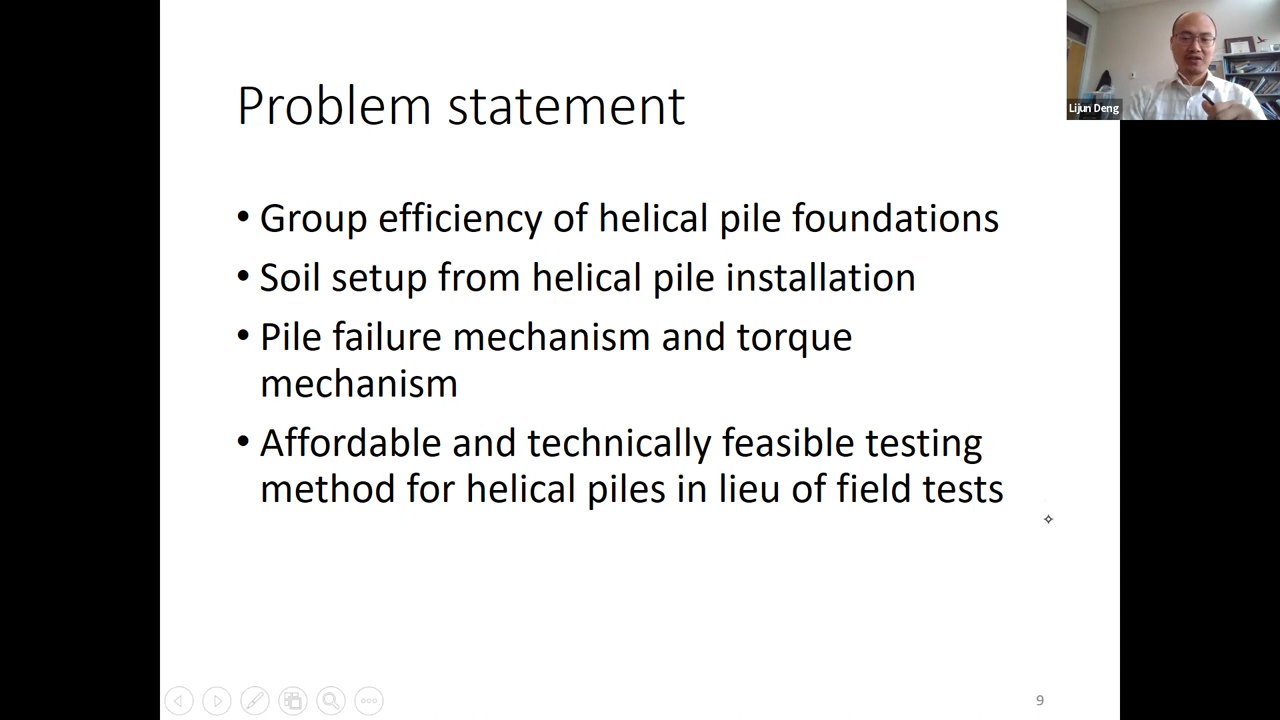 Problem statement
• Group efficiency of helical pile foundations
• Soil setup from helical pile installation
• Pile failure mechanism and torque
mechanism
• Affordable and technically feasible testing
method for helical piles in lieu of field tests
9
Lijun Deng